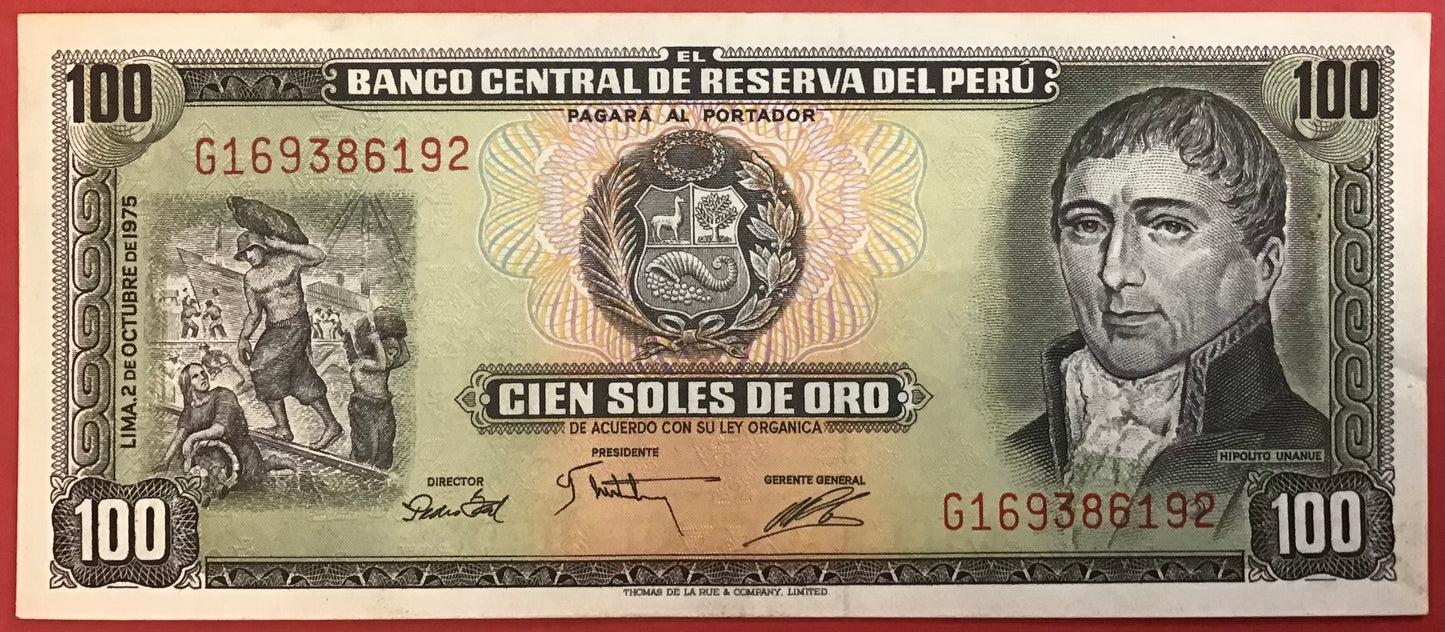 EL
BANCO CENTRAL DE RESERVA DEL PERÚ
PAGARÁ AL PORTADOR
100
100
G169386192
LIMA. 2 DE OCTUBRE DE 1975
CIEN SOLES DE ORO
DE ACUERDO CON SU LEY ORGANICA
PRESIDENTE
DIRECTOR
GERENTE GENERAL
HIPOLITO UNANUE
G169386192
100
100
THOMAS DE LA RUE & COMPANY, LIMITED.